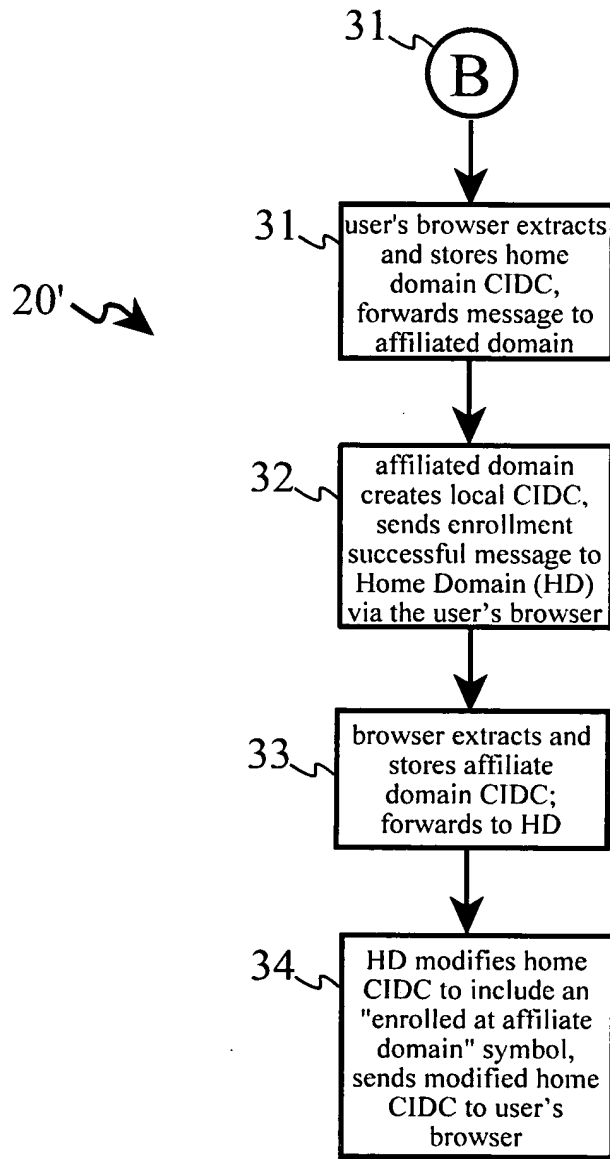 31
B
31
user's browser extracts
and stores home
domain CIDC,
forwards message to
affiliated domain
20'
32
affiliated domain
creates local CIDC,
sends enrollment
successful message to
Home Domain (HD)
via the user's browser
33
browser extracts and
stores affiliate
domain CIDC;
forwards to HD
34
HD modifies home
CIDC to include an
"enrolled at affiliate
domain" symbol,
sends modified home
CIDC to user's
browser